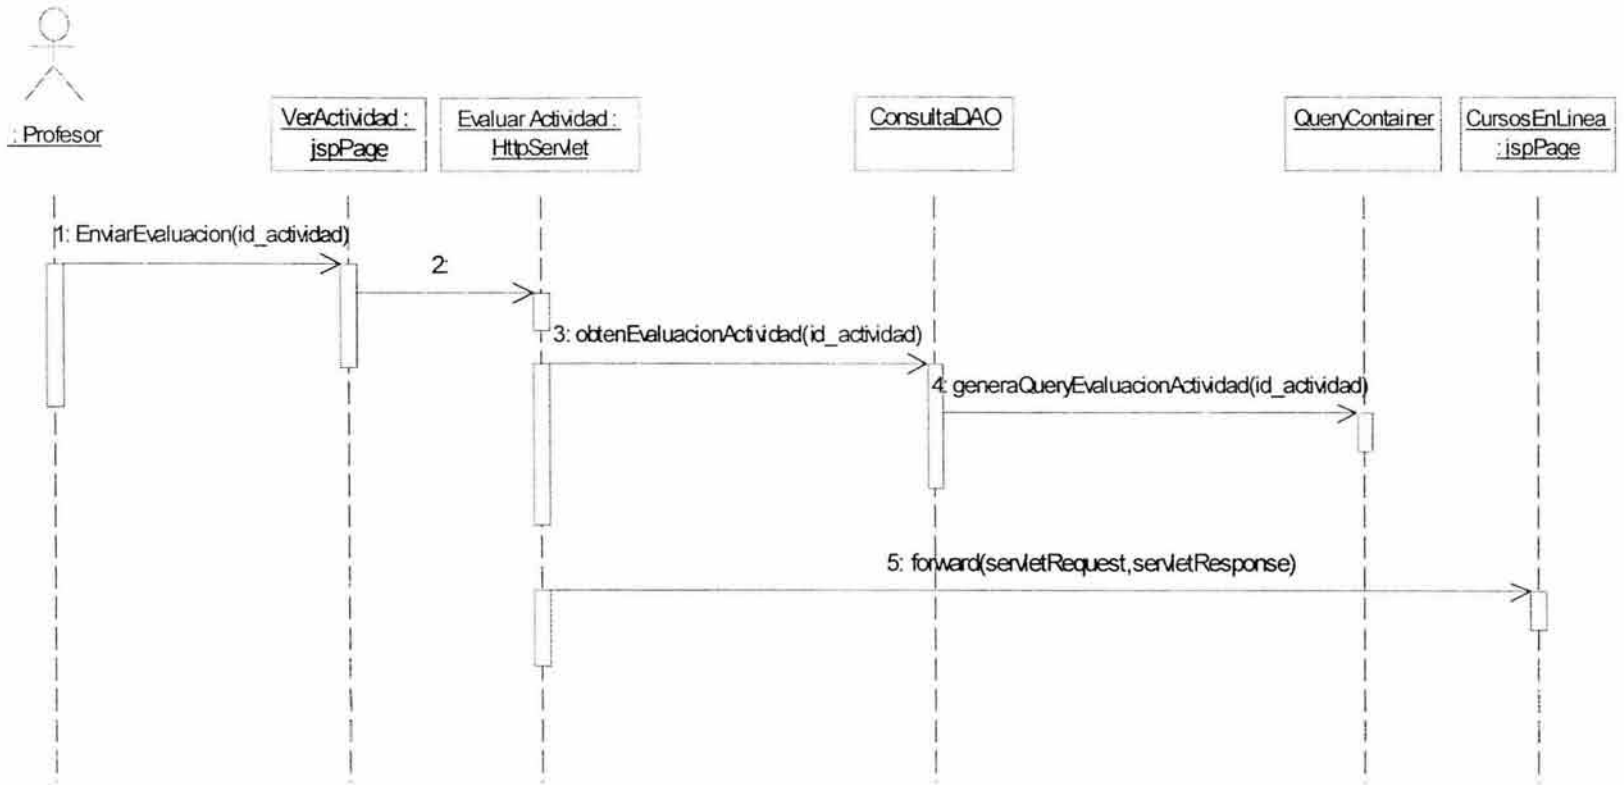 : Profesor
VerActividad :
jspPage
Evaluar Actividad :
HttpServlet
ConsultaDAO
QueryContainer
CursosEnLinea
: jspPage
1: EnviarEvaluacion(id_actividad)
2:
3: obtenEvaluacionActividad(id_actividad)
4: generaQueryEvaluacionActividad(id_actividad)
5: forward(servletRequest,servletResponse)